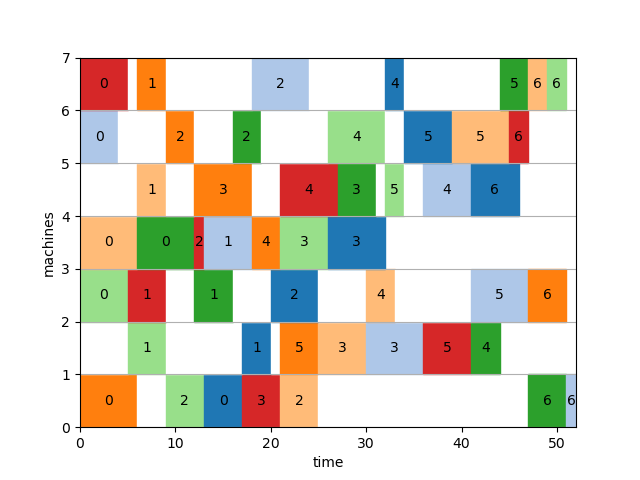 7
0 1 2 4 5 6 6
6
0 2 2 4 5 5 6
5
1 3 4 3 5 4 6
4
0 0 2 1 4 3 3
3
0 1 1 2 4 5 6
2
1 1 5 3 3 5 4
1
0 2 0 3 2 6 6
0
0 10 20 30 40 50
time
machines